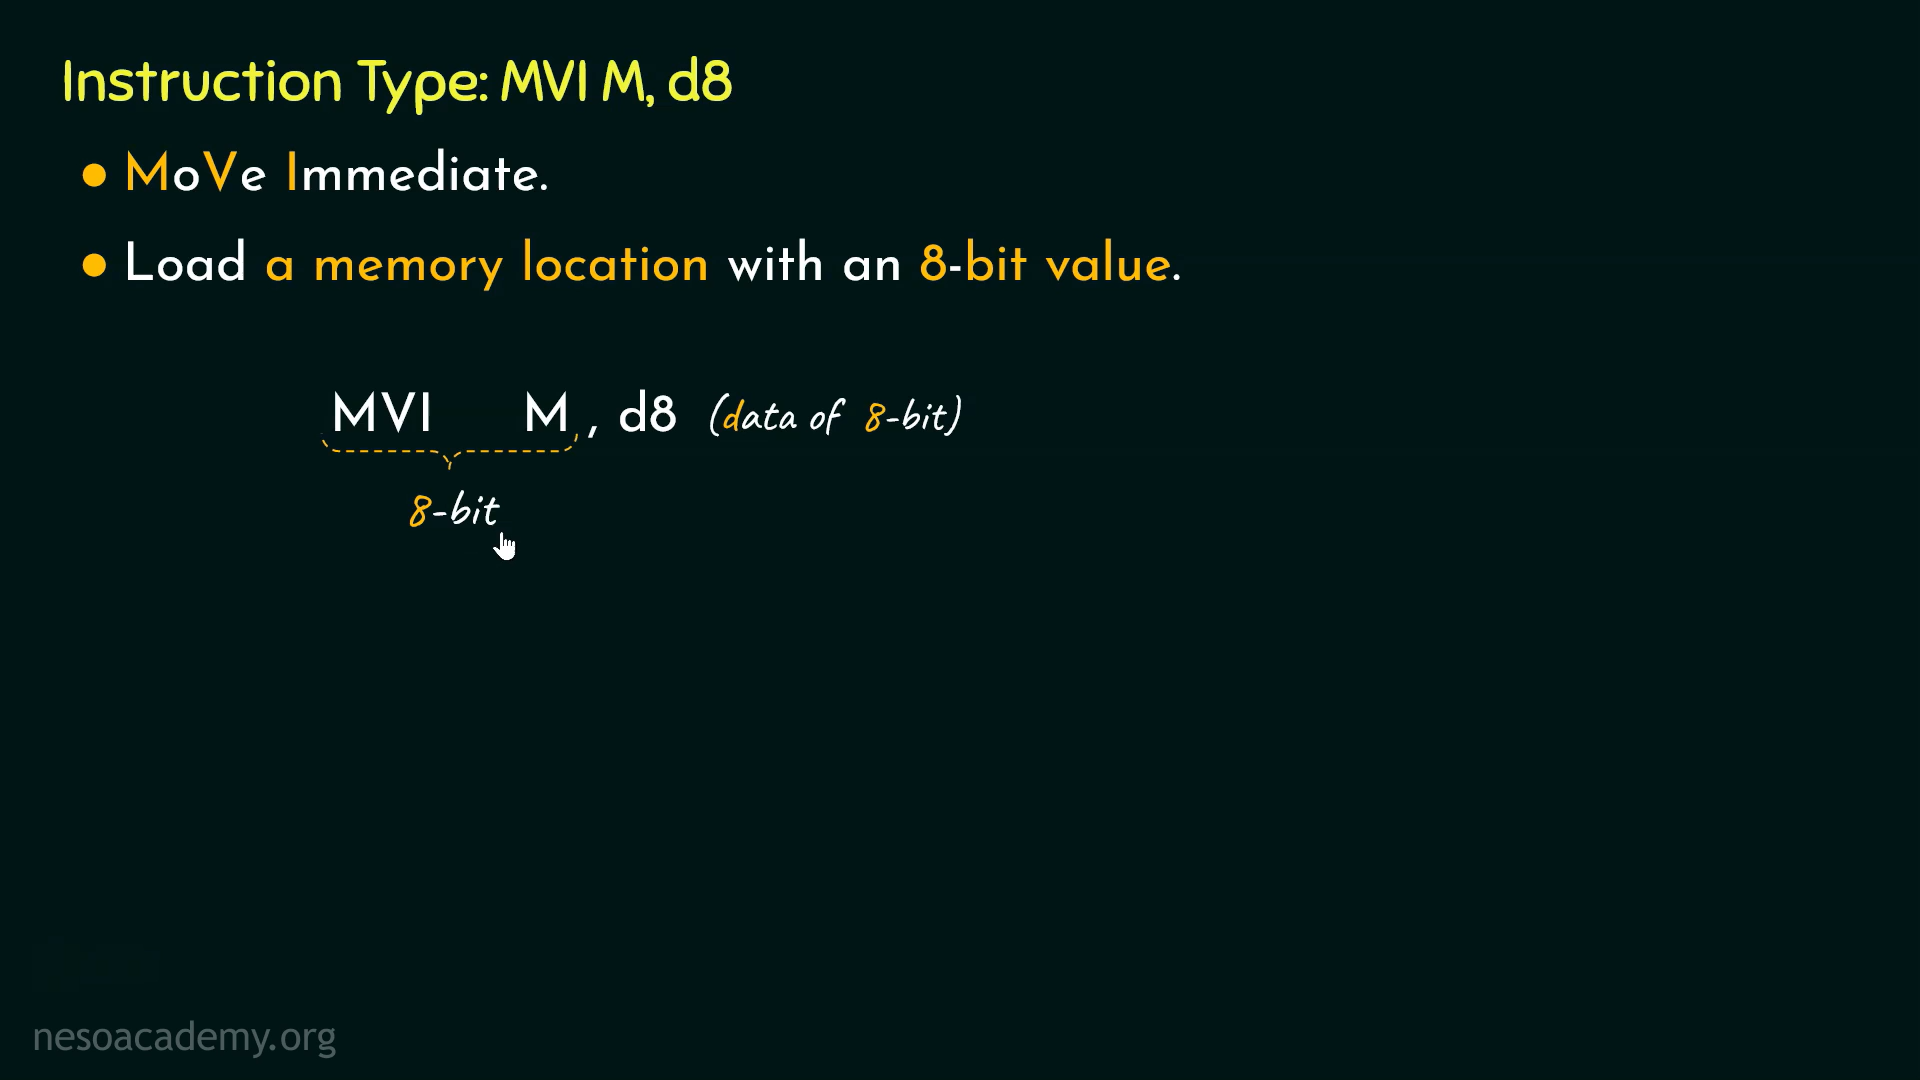 Instruction Type: MVI M, d8
● MoVe Immediate.
● Load a memory location with an 8-bit value.
MVI M , d8 (data of 8-bit)
8-bit
nesoacademy.org